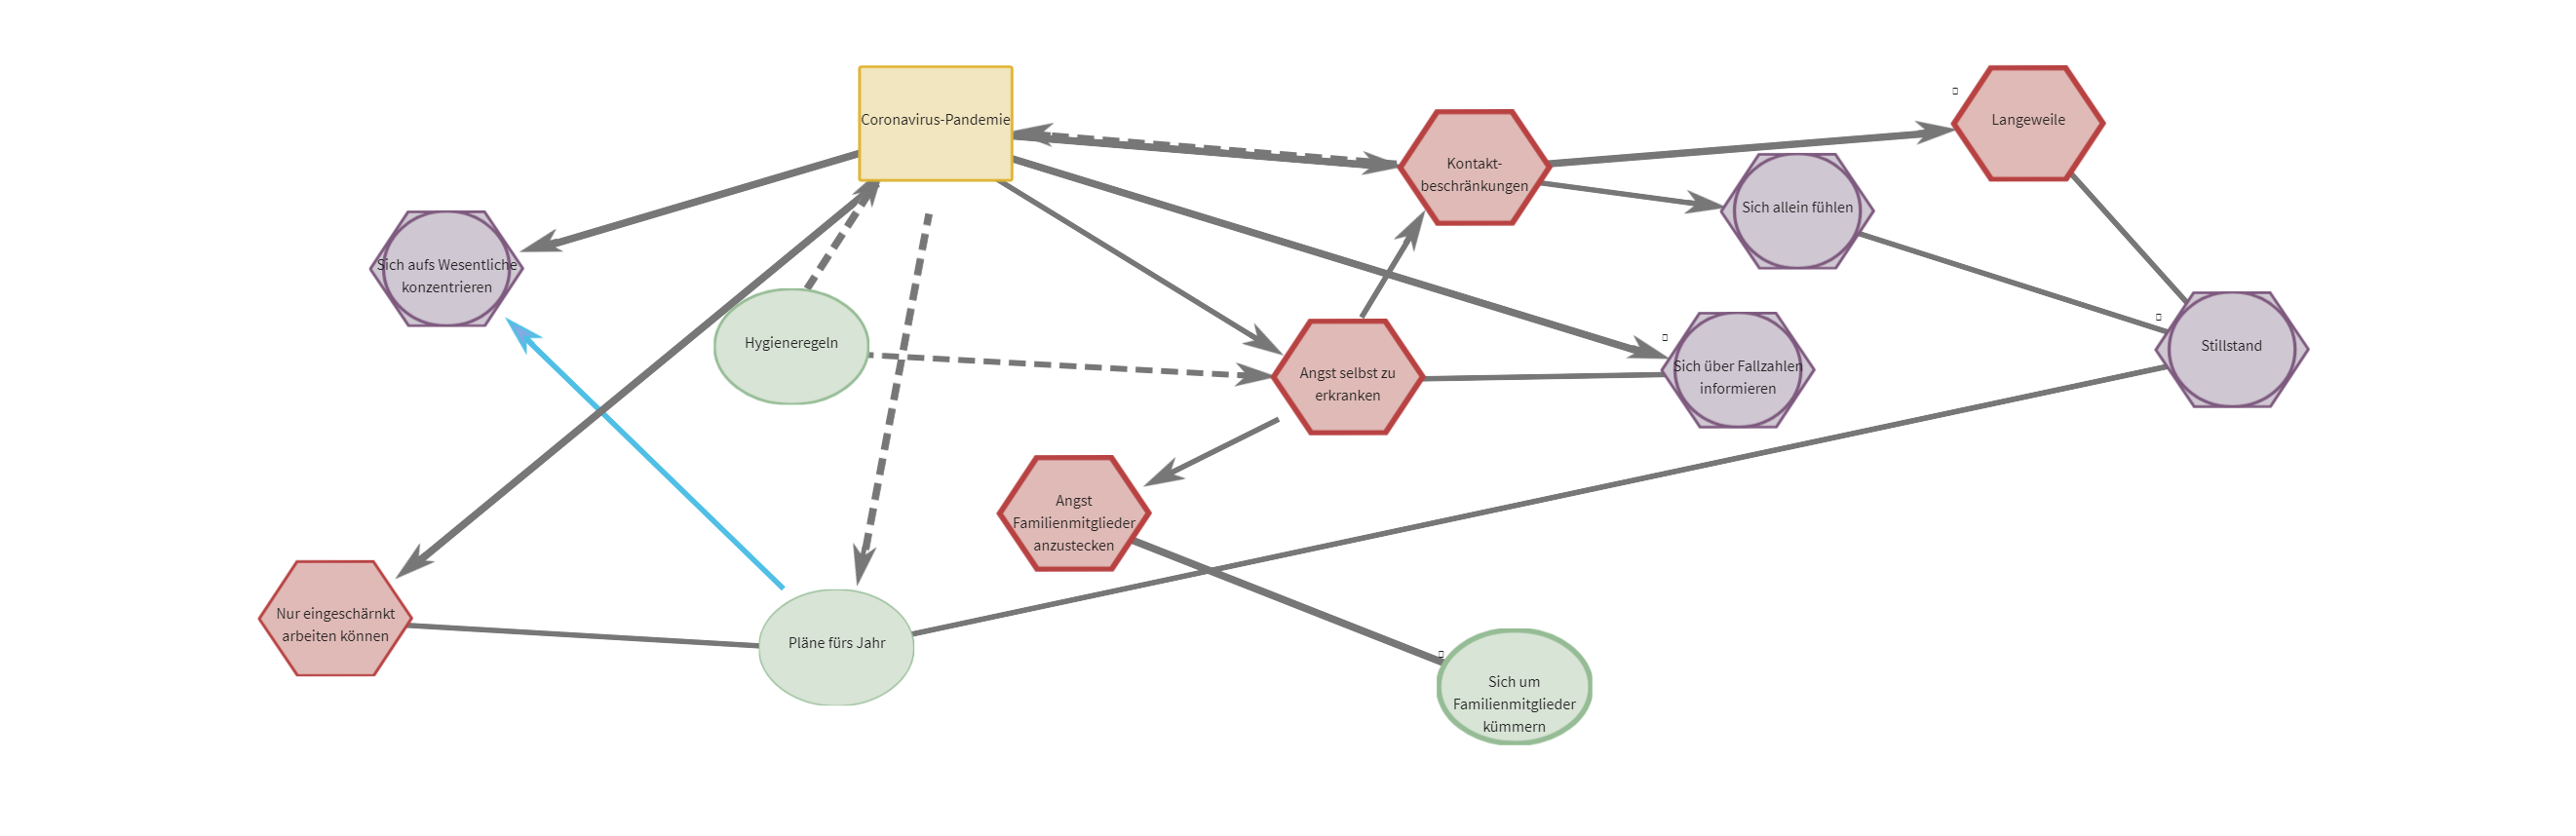 Coronavirus-Pandemie
Langeweile
Kontakt-
beschränkungen
Sich allein fühlen
Sich aufs Wesentliche
konzentrieren
Hygieneregeln
Angst selbst zu
erkranken
Sich über Fallzahlen
informieren
Stillstand
Angst
Familienmitglieder
anzustecken
Nur eingeschärnkt
arbeiten können
Pläne fürs Jahr
Sich um
Familienmitglieder
kümmern